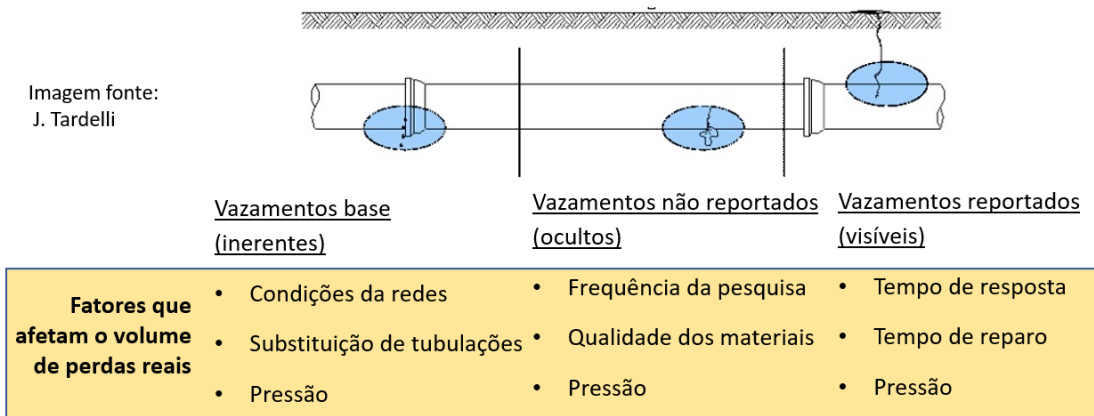 Imagem fonte:
J. Tardelli
Vazamentos base
(inerentes)
Vazamentos não reportados
(ocultos)
Vazamentos reportados
(visíveis)
Fatores que
afetam o volume
de perdas reais
• Condições da redes
• Substituição de tubulações
• Pressão
• Frequência da pesquisa
• Qualidade dos materiais
• Pressão
• Tempo de resposta
• Tempo de reparo
• Pressão